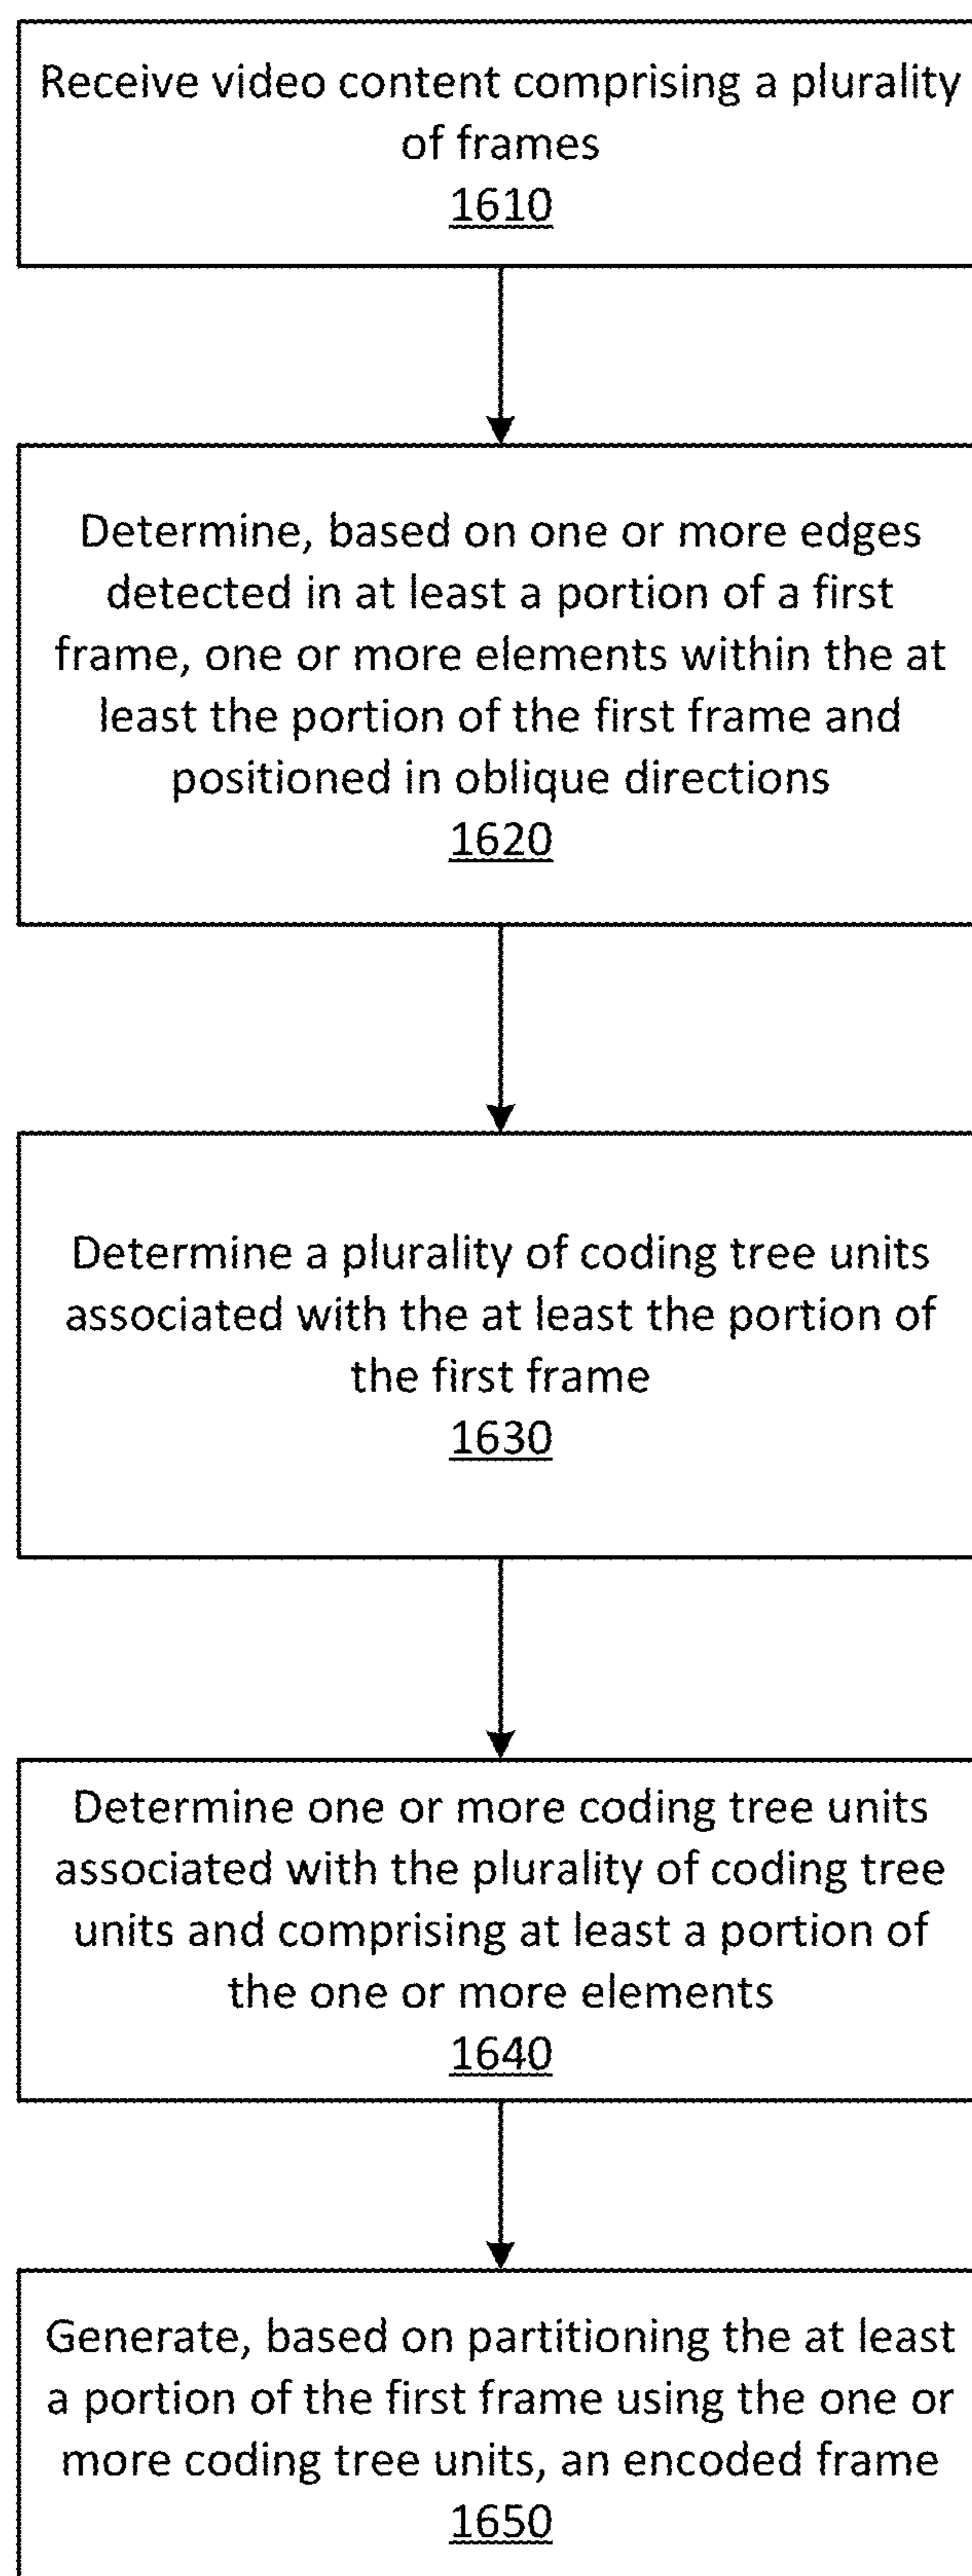 Receive video content comprising a plurality
of frames
1610
Determine, based on one or more edges
detected in at least a portion of a first
frame, one or more elements within the at
least the portion of the first frame and
positioned in oblique directions
1620
Determine a plurality of coding tree units
associated with the at least the portion of
the first frame
1630
Determine one or more coding tree units
associated with the plurality of coding tree
units and comprising at least a portion of
the one or more elements
1640
Generate, based on partitioning the at least
a portion of the first frame using the one or
more coding tree units, an encoded frame
1650